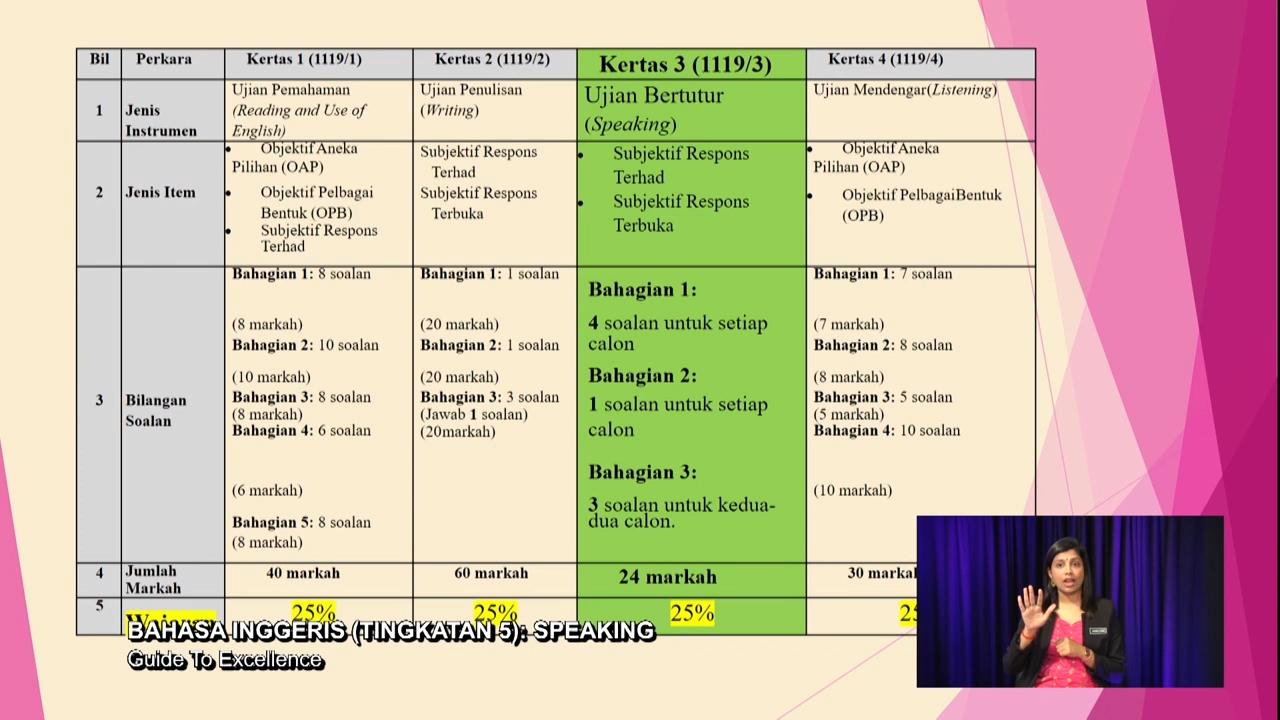 Bil
Perkara
Kertas 1 (1119/1)
Kertas 2 (1119/2)
Kertas 3 (1119/3)
Kertas 4 (1119/4)
1
Jenis
Instrumen
Ujian Pemahaman
(Reading and Use of
English)
Ujian Penulisan
(Writing)
Ujian Bertutur
(Speaking)
Ujian Mendengar(Listening)
2
Jenis Item
• Objektif Aneka
Pilihan (OAP)
• Objektif Pelbagai
Bentuk (OPB)
• Subjektif Respons
Terhad
Subjektif Respons
Terhad
Subjektif Respons
Terbuka
• Subjektif Respons
Terhad
• Subjektif Respons
Terbuka
• Objektif Aneka
Pilihan (OAP)
• Objektif PelbagaiBentuk
(OPB)
3
Bilangan
Soalan
Bahagian 1: 8 soalan
(8 markah)
Bahagian 2: 10 soalan
(10 markah)
Bahagian 3: 8 soalan
(8 markah)
Bahagian 4: 6 soalan
(6 markah)
Bahagian 5: 8 soalan
(8 markah)
Bahagian 1: 1 soalan
(20 markah)
Bahagian 2: 1 soalan
(20 markah)
Bahagian 3: 3 soalan
(Jawab 1 soalan)
(20markah)
Bahagian 1:
4 soalan untuk setiap
calon
Bahagian 2:
1 soalan untuk setiap
calon
Bahagian 3:
3 soalan untuk kedua-
dua calon.
Bahagian 1: 7 soalan
(7 markah)
Bahagian 2: 8 soalan
(8 markah)
Bahagian 3: 5 soalan
(5 markah)
Bahagian 4: 10 soalan
(10 markah)
4
Jumlah
Markah
40 markah
60 markah
24 markah
30
5
25%
25%
25%
BAHASA INGGERIS (TINGKATAN 5): SPEAKING
Guide To Excellence